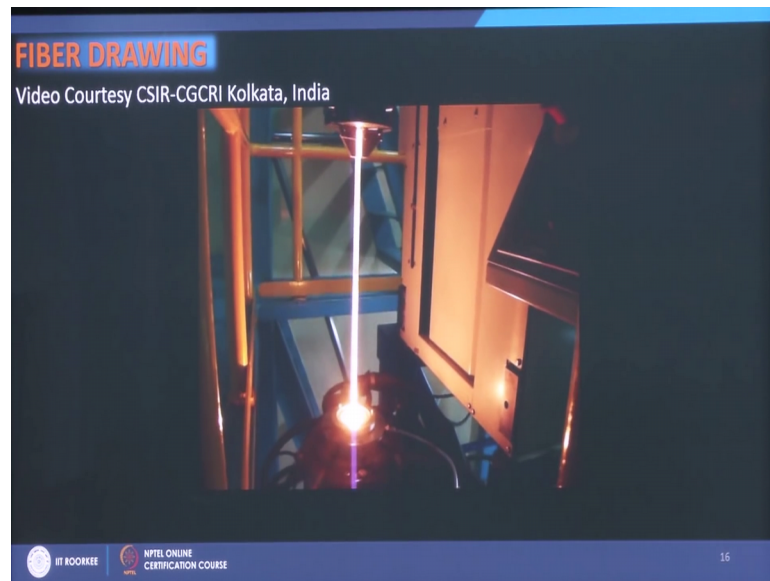 FIBER DRAWING
Video Courtesy CSIR-CGCRI Kolkata, India
IIT ROORKEE
NPTEL ONLINE
CERTIFICATION COURSE
16